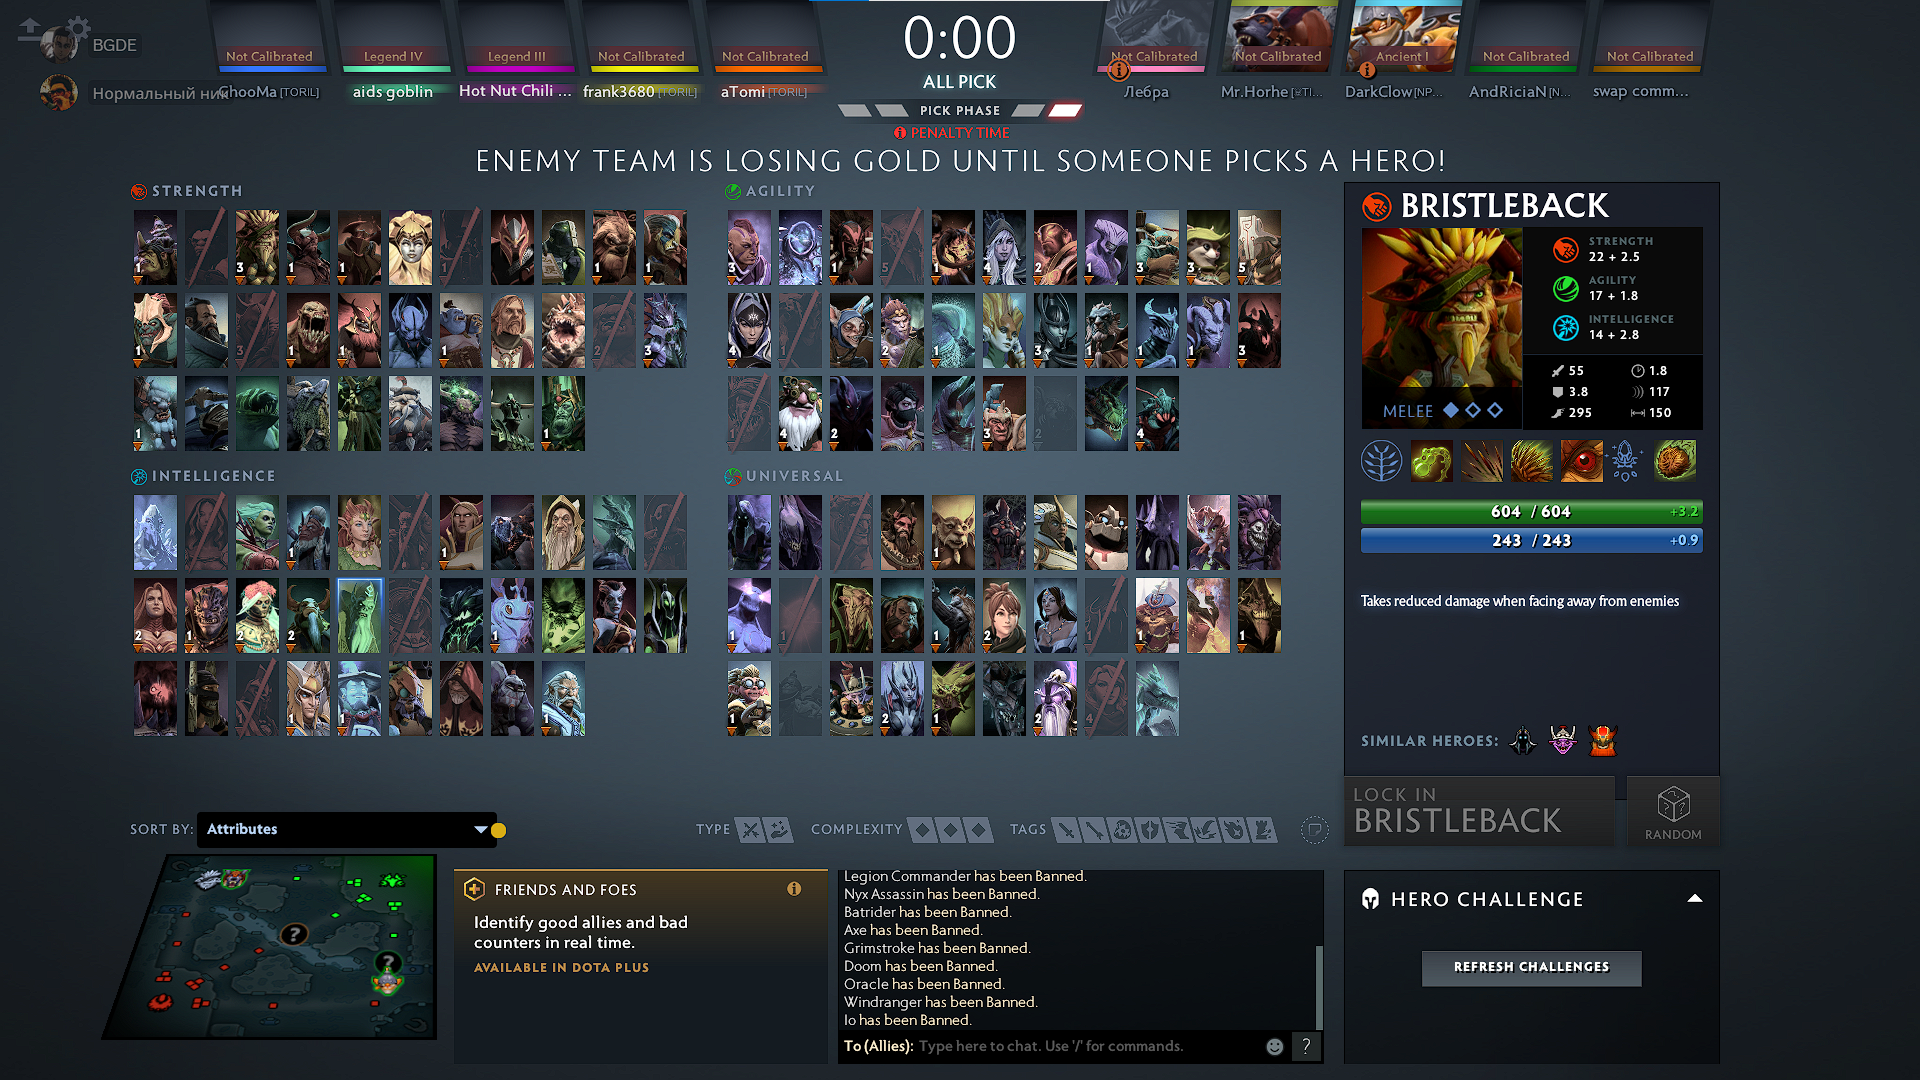 BGDE
Нормальный ник
Not Calibrated
Legend IV
Legend III
Not Calibrated
Not Calibrated
ChooMa [TORIL]
aids goblin
Hot Nut Chili ...
frank3680 [TORIL]
aTomi [TORIL]
0:00
ALL PICK
PICK PHASE
PENALTY TIME
Not Calibrated
Not Calibrated
Ancient I
Not Calibrated
Not Calibrated
Лебра
Mr.Horhe
DarkClow [NP...
AndRiciaN [N...
swap comm...
ENEMY TEAM IS LOSING GOLD UNTIL SOMEONE PICKS A HERO!
STRENGTH
AGILITY
INTELLIGENCE
UNIVERSAL
BRISTLEBACK
STRENGTH
22 + 2.5
AGILITY
17 + 1.8
INTELLIGENCE
14 + 2.8
MELEE
55
1.8
3.8
117
295
150
604 / 604
+3.2
243 / 243
+0.9
Takes reduced damage when facing away from enemies
SIMILAR HEROES:
LOCK IN
BRISTLEBACK
RANDOM
SORT BY:
Attributes
TYPE
COMPLEXITY
TAGS
FRIENDS AND FOES
Identify good allies and bad
counters in real time.
AVAILABLE IN DOTA PLUS
Legion Commander has been Banned.
Nyx Assassin has been Banned.
Batrider has been Banned.
Axe has been Banned.
Grimstroke has been Banned.
Doom has been Banned.
Oracle has been Banned.
Windranger has been Banned.
Io has been Banned.
To (Allies): Type here to chat. Use '/' for commands.
?
HERO CHALLENGE
REFRESH CHALLENGES